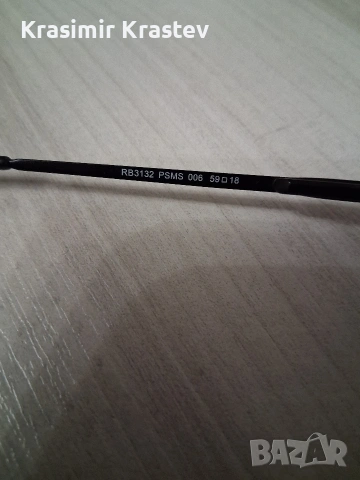 Krasimir Krastev
RB3132 PSMS 006 59□18
BAZAR